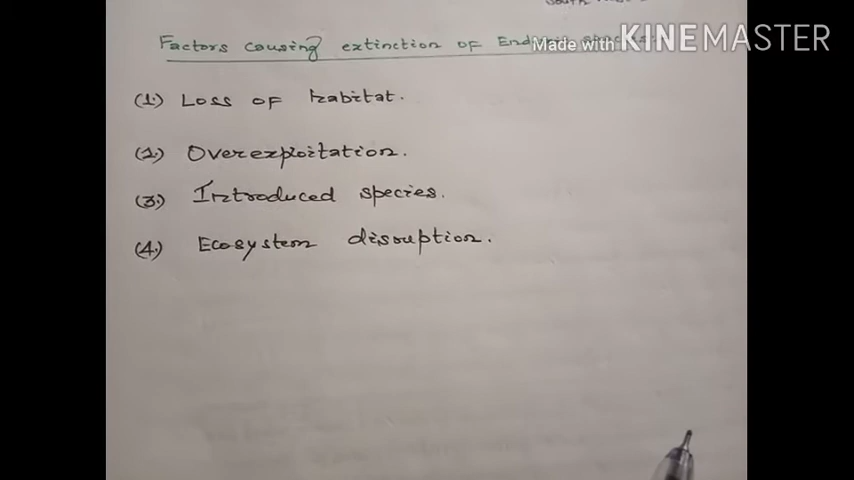 Factors causing extinction of
Made with KINEMASTER
(1.) Loss of habitat.
(2.) Overexploitation.
(3.) Introduced species.
(4.) Ecosystem disruption.